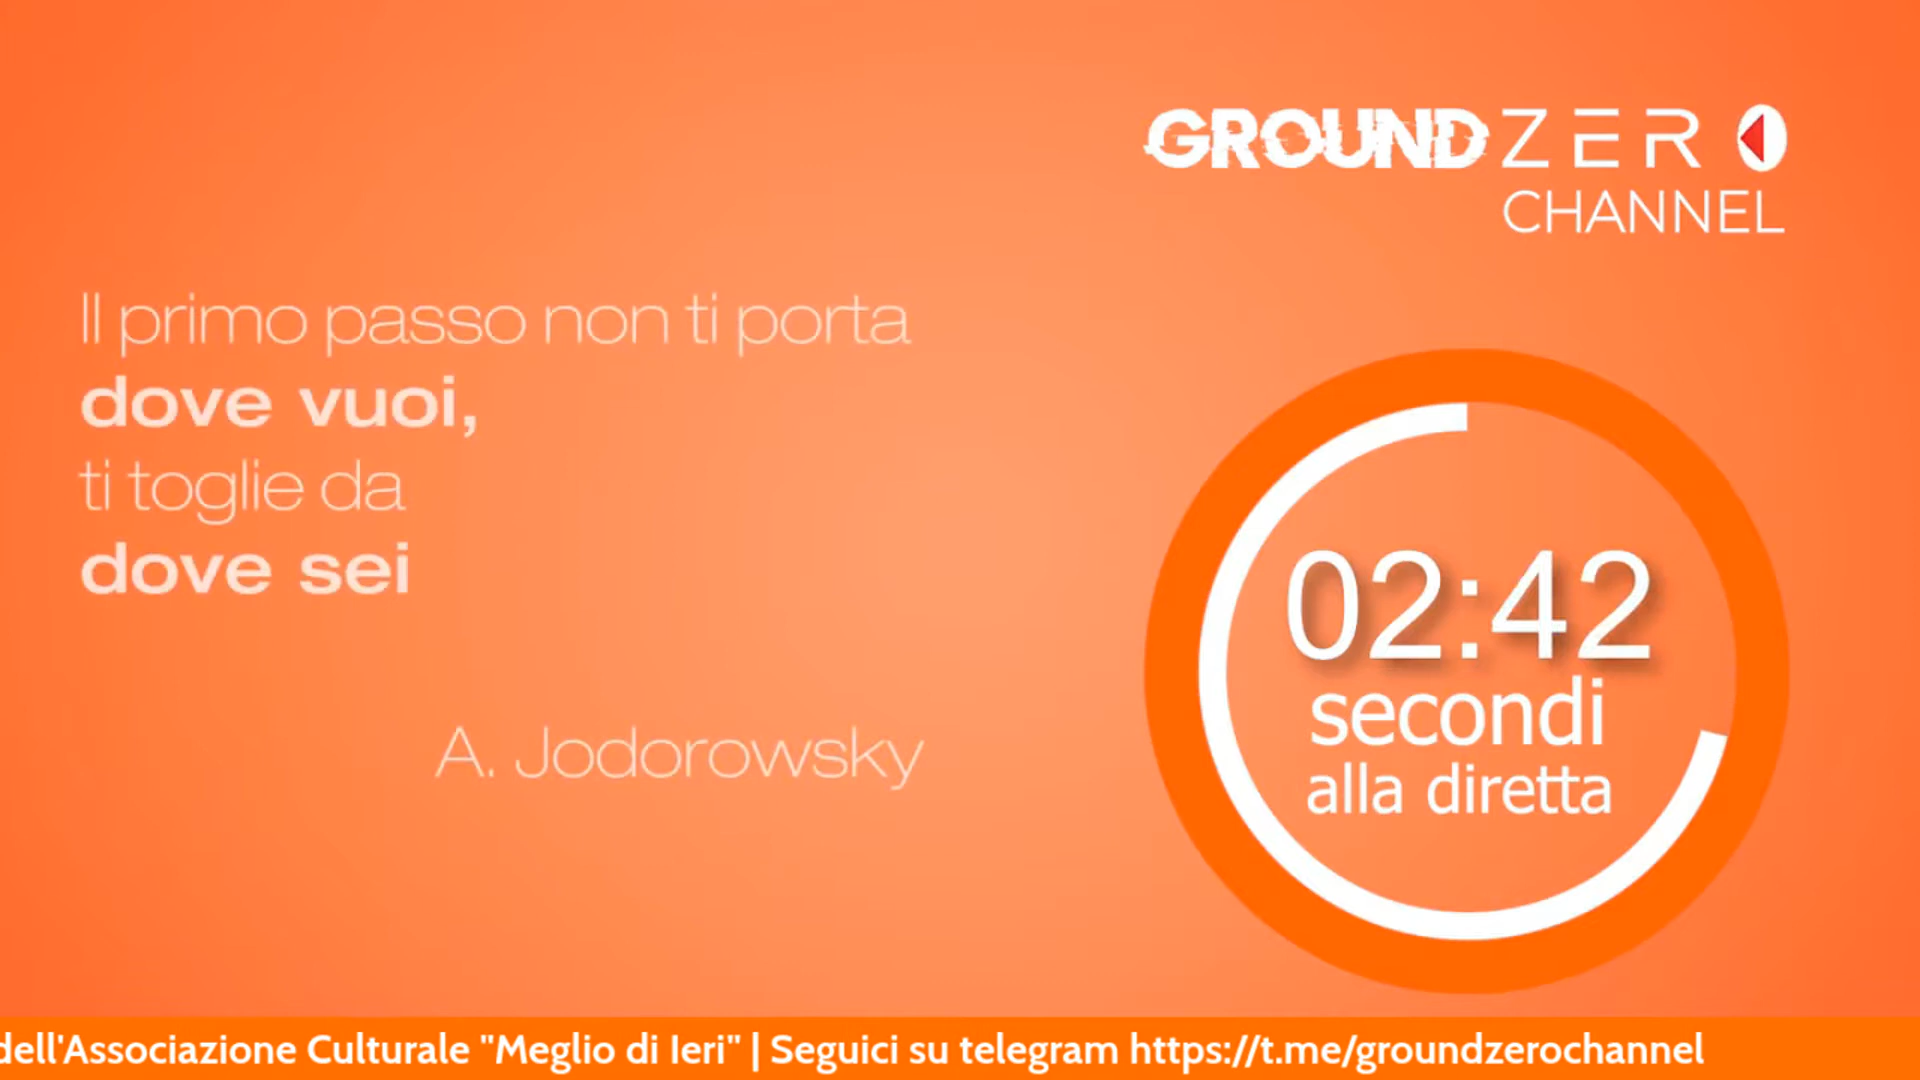 GROUND ZERO
CHANNEL
Il primo passo non ti porta
dove vuoi,
ti toglie da
dove sei
A. Jodorowsky
02:42
secondi
alla diretta
dell'Associazione Culturale "Meglio di Ieri" | Seguici su telegram https://t.me/groundzerochannel